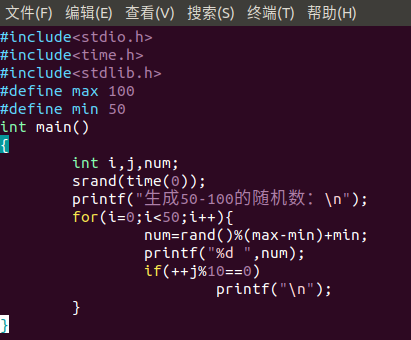 文件(F) 编辑(E) 查看(V) 搜索(S) 终端(T) 帮助(H)
#include<stdio.h>
#include<time.h>
#include<stdlib.h>
#define max 100
#define min 50
int main()
{
        int i,j,num;
        srand(time(0));
        printf("生成50-100的随机数：\n");
        for(i=0;i<50;i++){
                num=rand()%(max-min)+min;
                printf("%d ",num);
                if(++j%10==0)
                        printf("\n");
        }
}